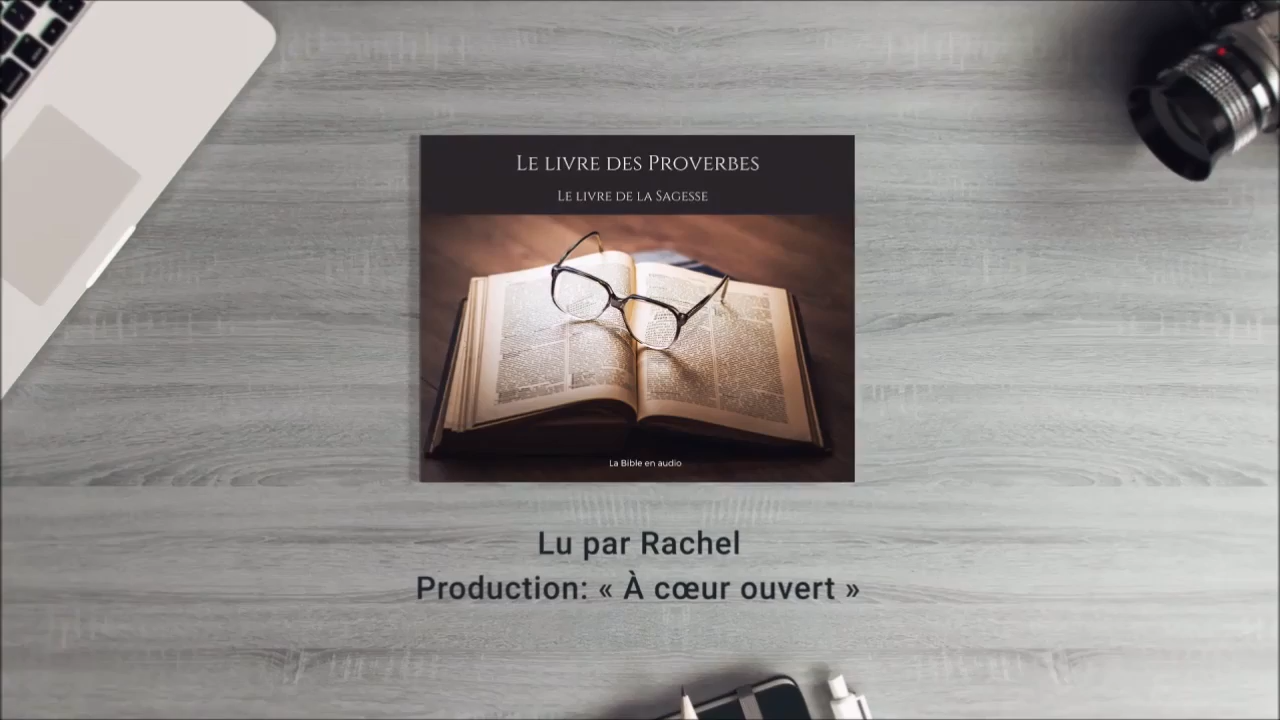 Le livre des Proverbes
Le livre de la Sagesse
La Bible en audio
Lu par Rachel
Production: « À cœur ouvert »